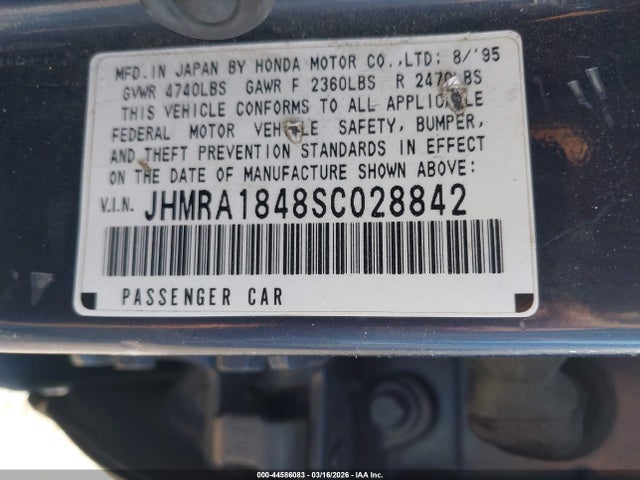 MFD. IN JAPAN BY HONDA MOTOR CO., LTD: 8/'95
GVWR 4740LBS GAWR F 2360LBS R 2470LBS
THIS VEHICLE CONFORMS TO ALL APPLICABLE
FEDERAL MOTOR VEHICLE SAFETY, BUMPER,
AND THEFT PREVENTION STANDARDS IN EFFECT
ON THE DATE OF MANUFACTURE SHOWN ABOVE:
V.I.N. JHMRA1848SC028842
PASSENGER CAR
000-44586083 - 03/16/2026 - IAA Inc.